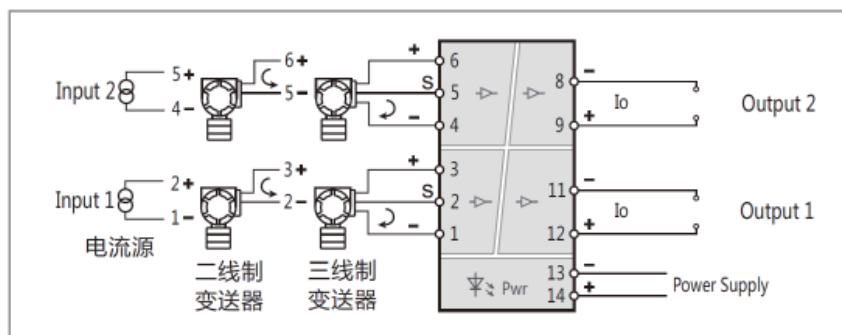 6 + + 6 8 −
Input 2 5 + 5 − S 5 Io Output 2
4 − − 4 + 9
3 + + 3 11 −
Input 1 2 + 2 − S 2 Io Output 1
1 − − 1 + 12
电流源 二线制 三线制 13 −
变送器 变送器 Pwr 14 + Power Supply